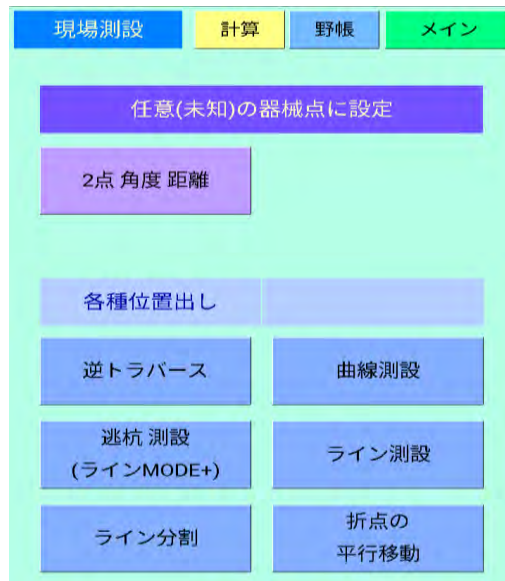 現場測設 計算 野帳 メイン
任意(未知)の器械点に設定
2点 角度 距離
各種位置出し
逆トラバース 曲線測設
逃杭 測設
(ラインMODE+)
ライン測設
ライン分割
折点の
平行移動